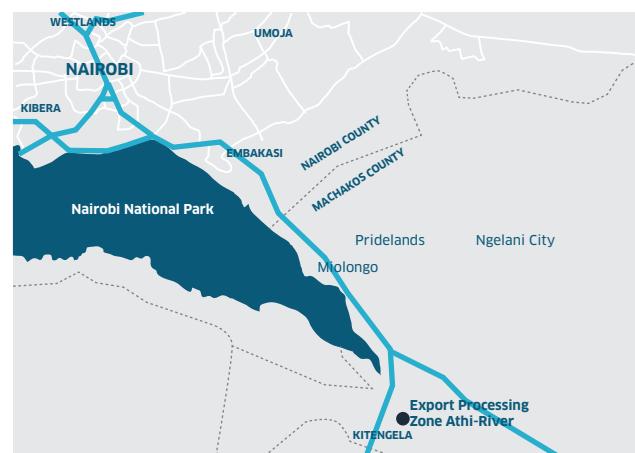 WESTLANDS
UMOJA
NAIROBI
KIBERA
NAIROBI COUNTY
EMBAKASI
MACHAKOS COUNTY
Nairobi National Park
Pridelands
Ngelani City
Miolongo
Export Processing
Zone Athi-River
KITENGELA